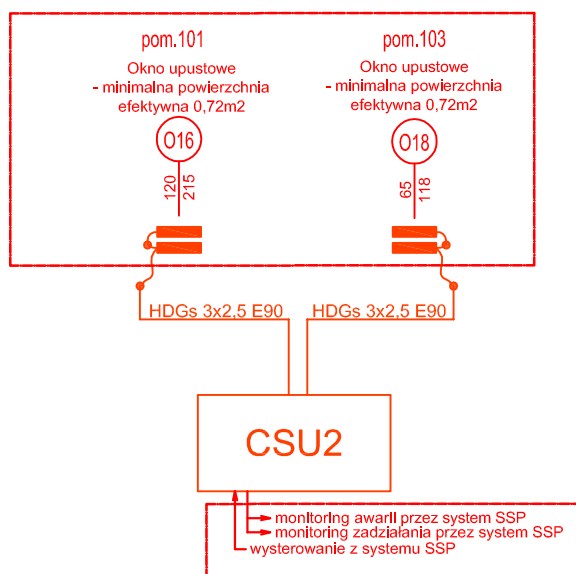 pom.101
Okno upustowe
- minimalna powierzchnia
efektywna 0,72m2
O16
120
215
pom.103
Okno upustowe
- minimalna powierzchnia
efektywna 0,72m2
O18
65
118
HDGs 3x2,5 E90
HDGs 3x2,5 E90
CSU2
monitoring awarii przez system SSP
monitoring zadziałania przez system SSP
wysterowanie z systemu SSP